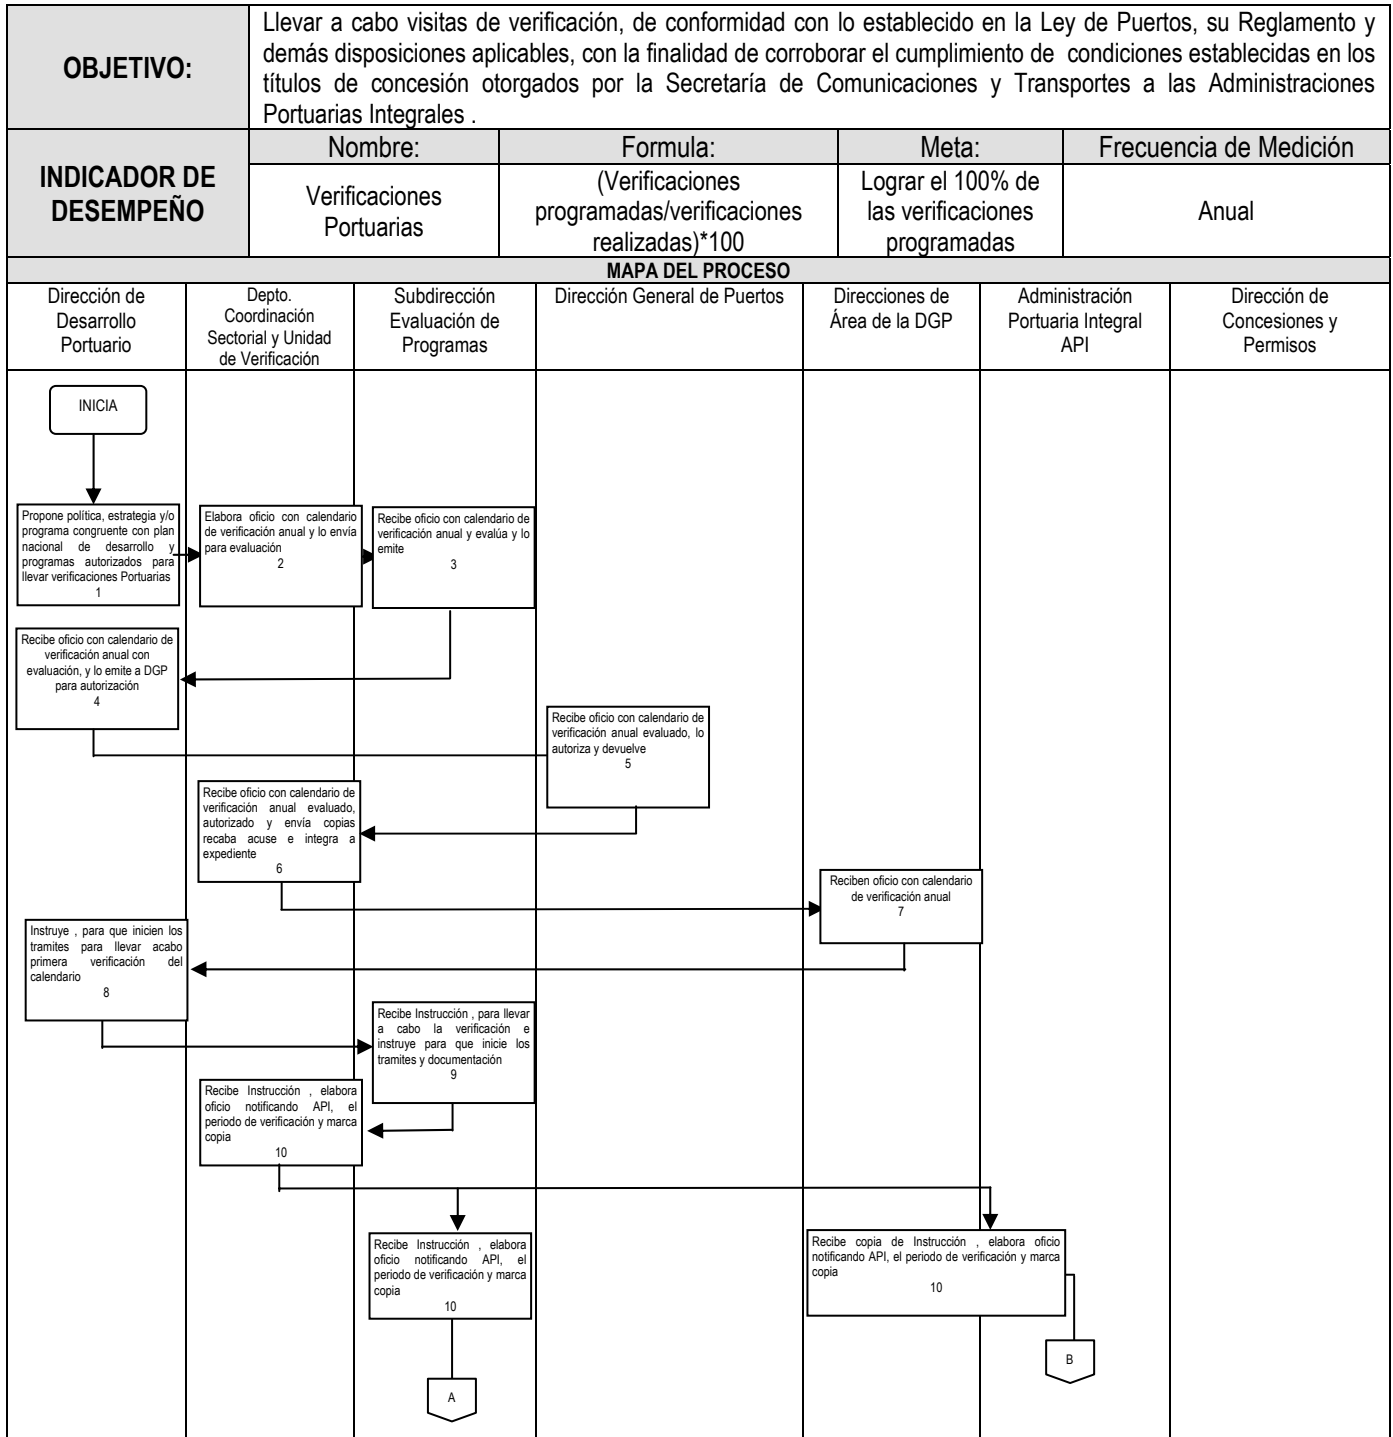 OBJETIVO:
Llevar a cabo visitas de verificación, de conformidad con lo establecido en la Ley de Puertos, su Reglamento y
demás disposiciones aplicables, con la finalidad de corroborar el cumplimiento de condiciones establecidas en los
títulos de concesión otorgados por la Secretaría de Comunicaciones y Transportes a las Administraciones
Portuarias Integrales .
INDICADOR DE
DESEMPEÑO
Nombre:
Formula:
Meta:
Frecuencia de Medición
Verificaciones
Portuarias
(Verificaciones
programadas/verificaciones
realizadas)*100
Lograr el 100% de
las verificaciones
programadas
Anual
MAPA DEL PROCESO
Dirección de
Desarrollo
Portuario
Depto.
Coordinación
Sectorial y Unidad
de Verificación
Subdirección
Evaluación de
Programas
Dirección General de Puertos
Direcciones de
Área de la DGP
Administración
Portuaria Integral
API
Dirección de
Concesiones y
Permisos
INICIA
Propone política, estrategia y/o
programa congruente con plan
nacional de desarrollo y
programas autorizados para
llevar verificaciones Portuarias
1
Elabora oficio con calendario
de verificación anual y lo envía
para evaluación
2
Recibe oficio con calendario de
verificación anual y evalúa y lo
emite
3
Recibe oficio con calendario de
verificación anual con
evaluación, y lo emite a DGP
para autorización
4
Recibe oficio con calendario de
verificación anual evaluado, lo
autoriza y devuelve
5
Recibe oficio con calendario de
verificación anual evaluado,
autorizado y envía copias
recaba acuse e integra a
expediente
6
Reciben oficio con calendario
de verificación anual
7
Instruye , para que inicien los
tramites para llevar acabo
primera verificación del
calendario
8
Recibe Instrucción , para llevar
a cabo la verificación e
instruye para que inicie los
tramites y documentación
9
Recibe Instrucción , elabora
oficio notificando API, el
periodo de verificación y marca
copia
10
Recibe Instrucción , elabora
oficio notificando API, el
periodo de verificación y marca
copia
10
Recibe copia de Instrucción , elabora oficio
notificando API, el periodo de verificación y marca
copia
10
A
B